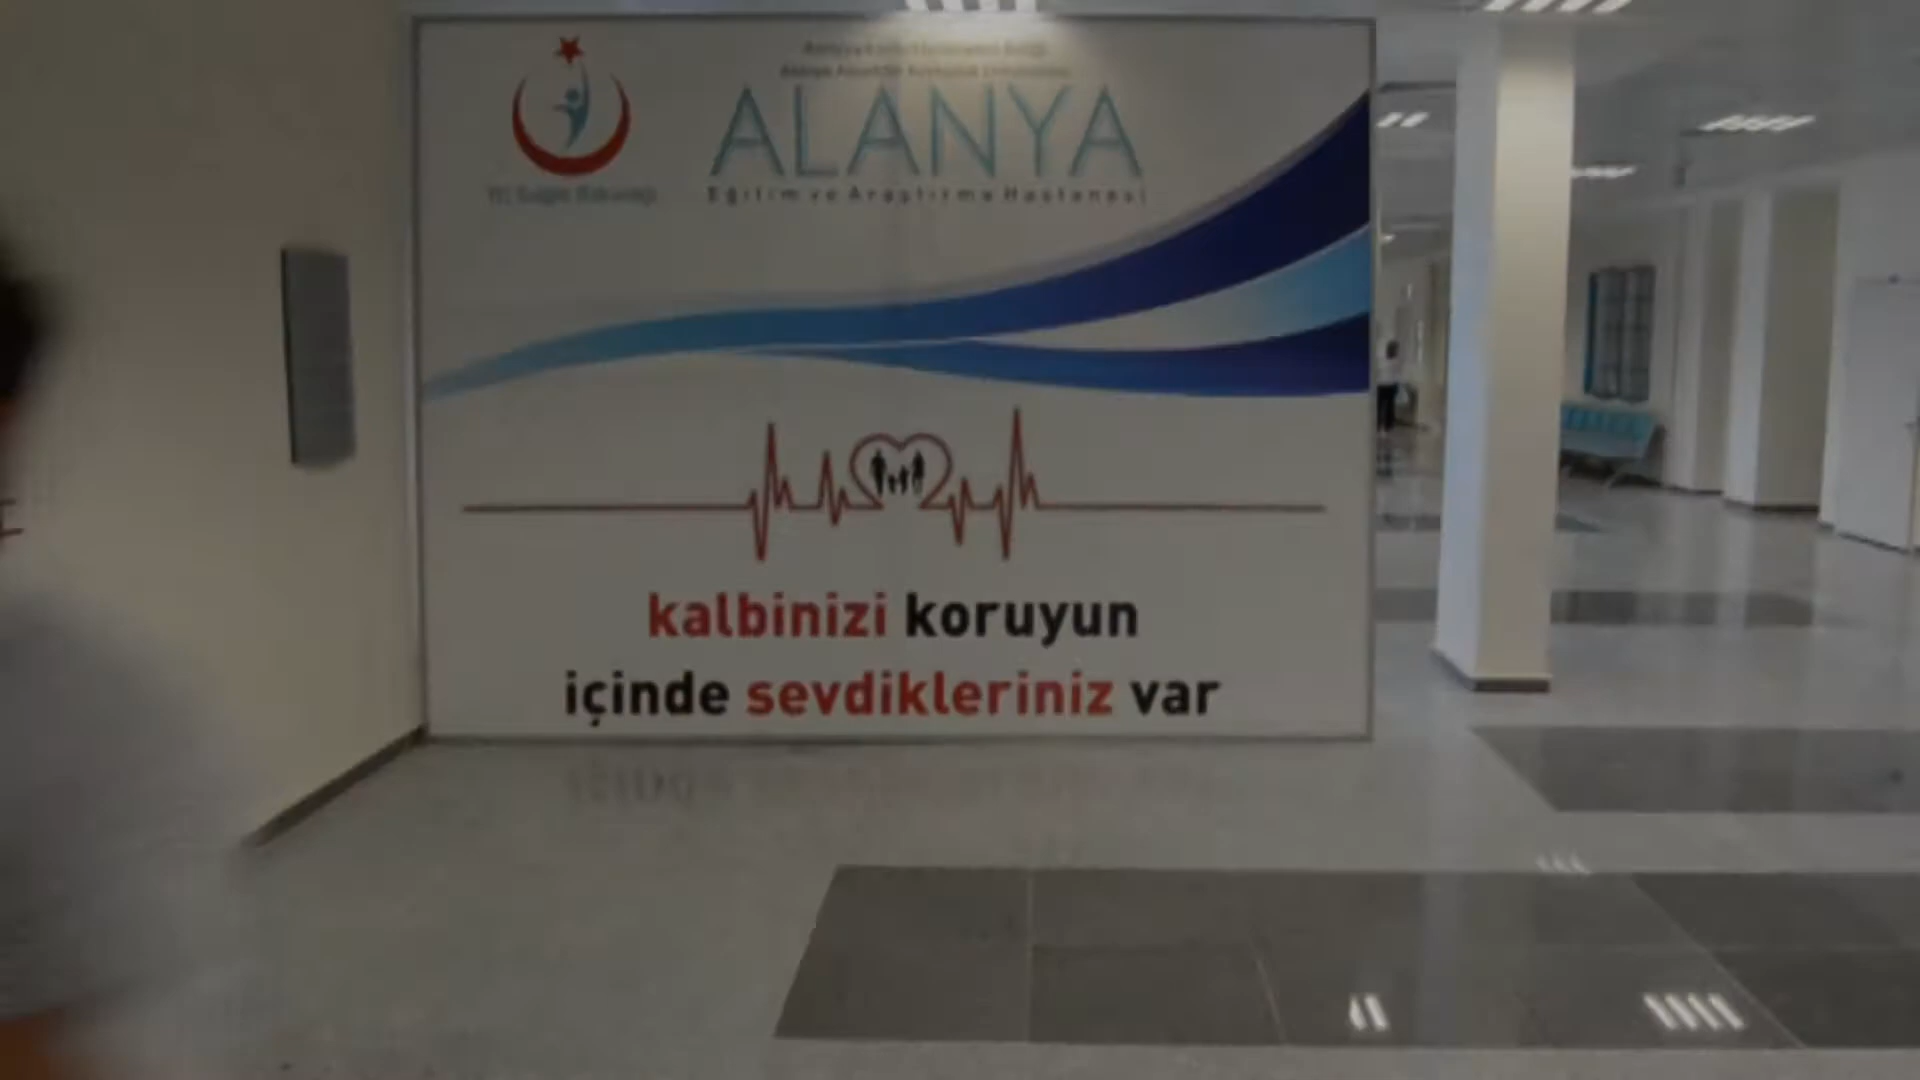 ALANYA
Eğitim ve Araştırma Hastanesi
kalbinizi koruyun
içinde sevdikleriniz var